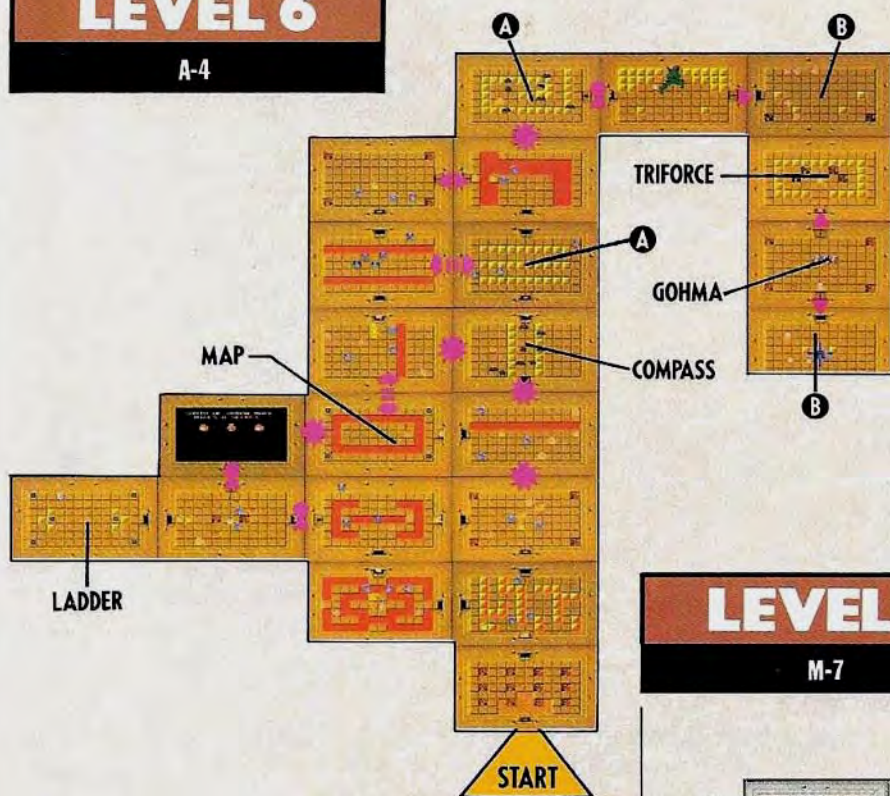 LEVEL 6
A-4
A
B
TRIFORCE
A
GOHMA
MAP
COMPASS
B
LADDER
LEVEL
M-7
START